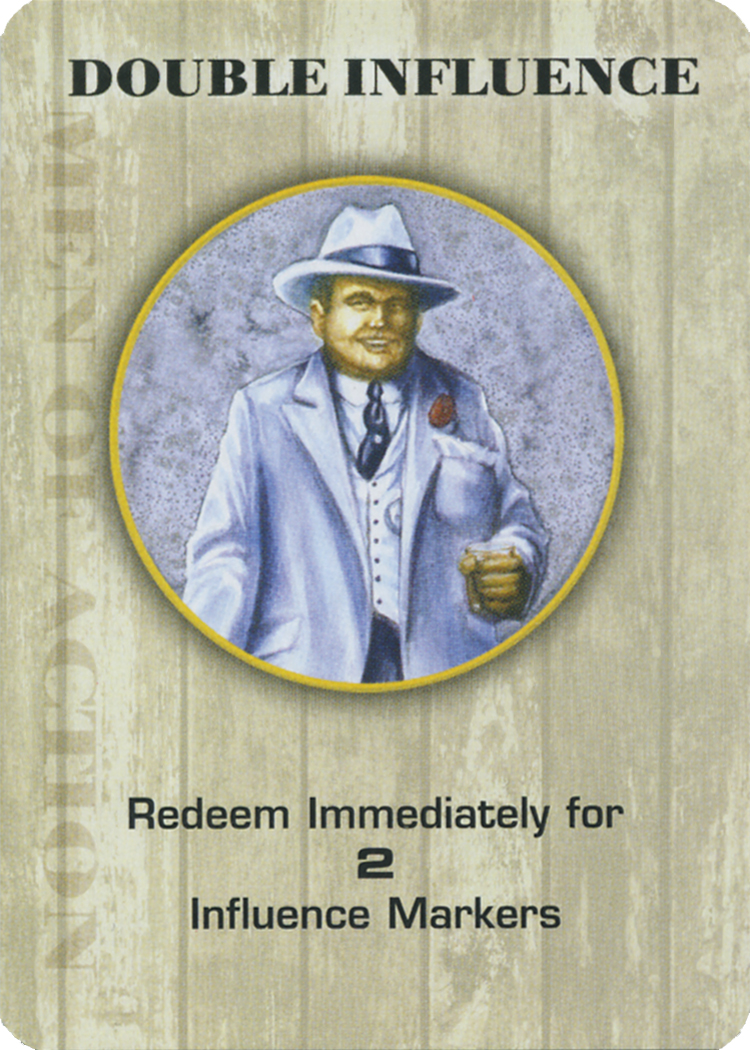 DOUBLE INFLUENCE
MEN OF ACTION
Redeem Immediately for
2
Influence Markers